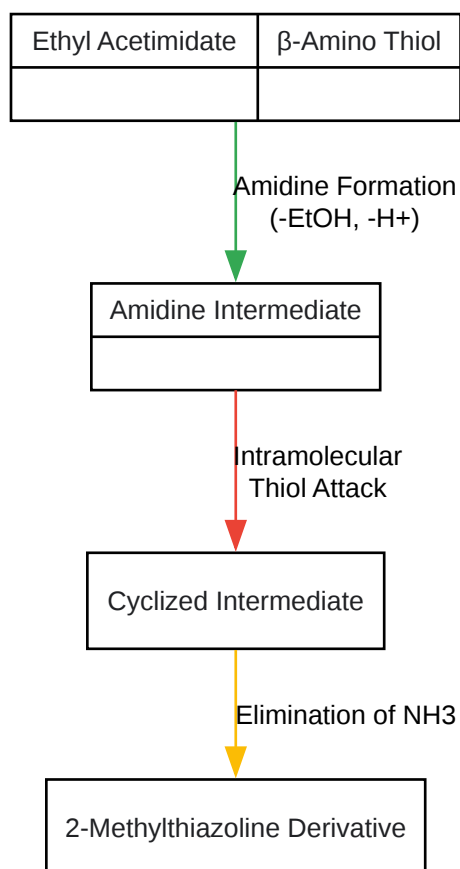 Ethyl Acetimidate
β-Amino Thiol
Amidine Formation
(-EtOH, -H+)
Amidine Intermediate
Intramolecular
Thiol Attack
Cyclized Intermediate
Elimination of NH3
2-Methylthiazoline Derivative